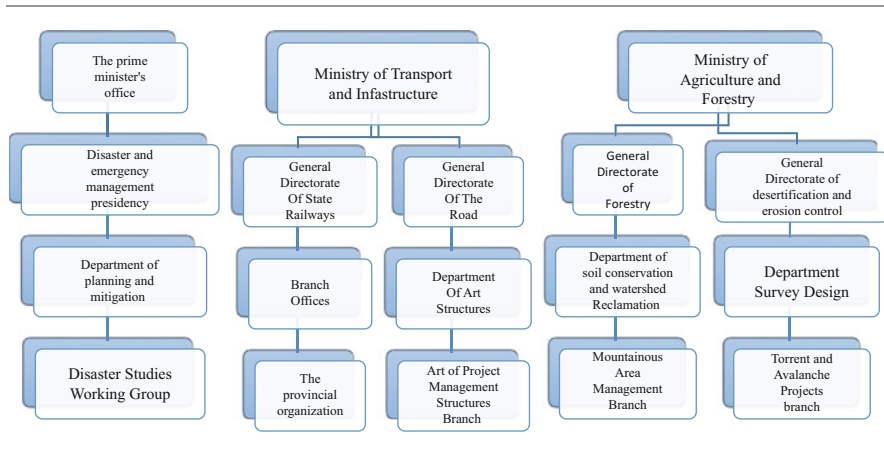 The prime
minister's
office
Disaster and
emergency
management
presidency
Department of
planning and
mitigation
Disaster Studies
Working Group
Ministry of Transport
and Infastructure
General
Directorate
Of State
Railways
Branch
Offices
The
provincial
organization
General
Directorate
Of The
Road
Department
Of Art
Structures
Art of Project
Management
Structures
Branch
Ministry of
Agriculture and
Forestry
General
Directorate
of
Forestry
Department of
soil conservation
and watershed
Reclamation
Mountainous
Area
Management
Branch
General
Directorate of
desertification and
erosion control
Department
Survey Design
Torrent and
Avalanche
Projects
branch